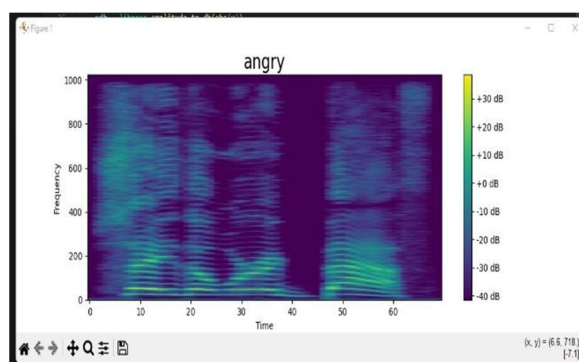 Figure 1
angry
1000
800
600
400
200
0
Frequency
0 10 20 30 40 50 60
Time
+30 dB
+20 dB
+10 dB
+0 dB
-10 dB
-20 dB
-30 dB
-40 dB
(x, y) = (6.6, 718.)
[-7.1]